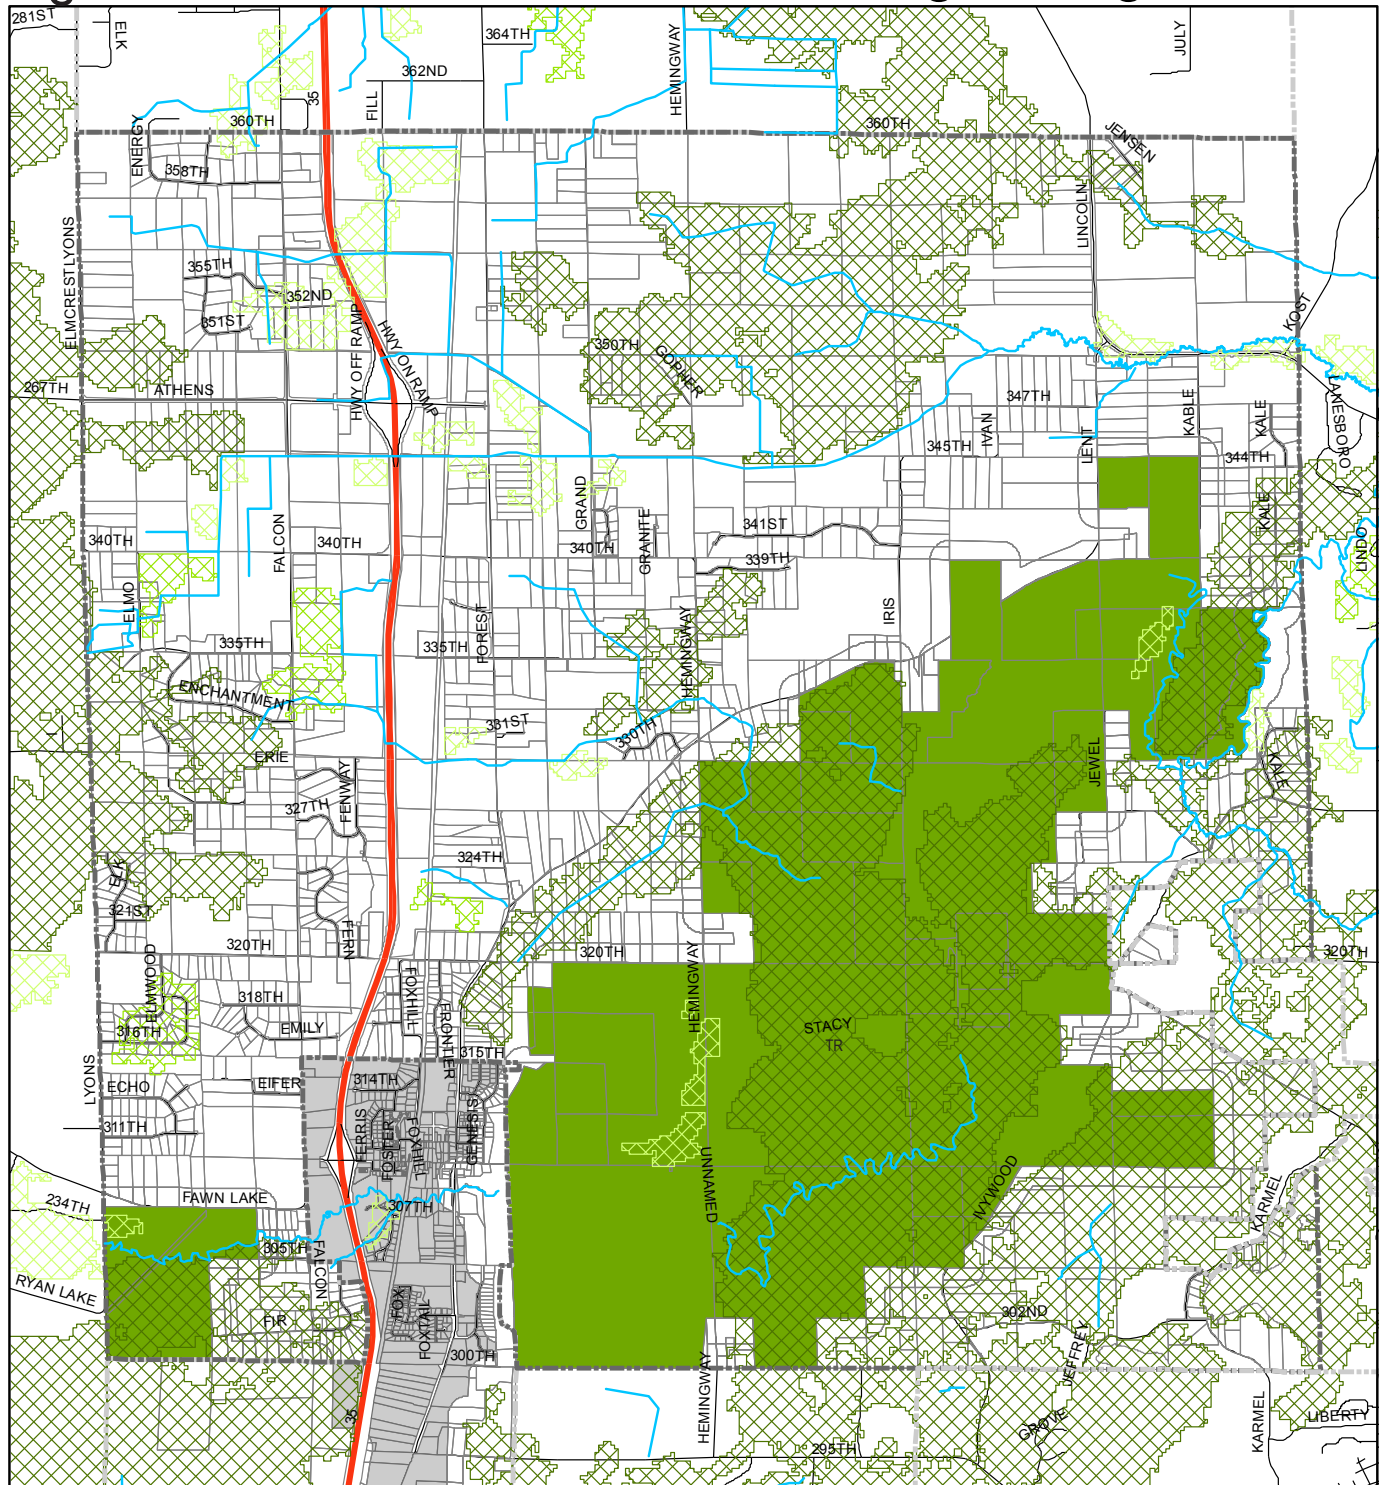 281ST
ELK
364TH
362ND
HEMINGWAY
JULY
35
FILL
360TH
360TH
ENERGY
JENSEN
358TH
LINCOLN
ELMCRESTLYONS
355TH
352ND
351ST
HWY OFF RAMP
HWY ON RAMP
350TH
GOPHER
KOST
267TH
ATHENS
347TH
LANESBORO
KABLE
KALE
IVAN
345TH
LENT
344TH
GRAND
KALE
FALCON
GRANITE
341ST
340TH
340TH
340TH
339TH
LINDO
ELMO
IRIS
FOREST
HEMINGWAY
335TH
335TH
ENCHANTMENT
331ST
330TH
ERIE
JEWEL
KALE
FENWAY
327TH
324TH
ELK
321ST
FERN
320TH
320TH
320TH
ELMWOOD
HEMINGWAY
FOXHILL
318TH
FRONTIER
316TH
EMILY
STACY
TR
315TH
LYONS
ECHO
EIFER
314TH
311TH
FERRIS
FOSTER
FOXHILL
GENESIS
UNNAMED
IVYWOOD
KARMEL
234TH
FAWN LAKE
307TH
305TH
FALCON
RYAN LAKE
FIR
FOX
FOXTAIL
302ND
JEFFREY
300TH
HEMINGWAY
35
GROVE
KARMEL
LIBERTY
295TH